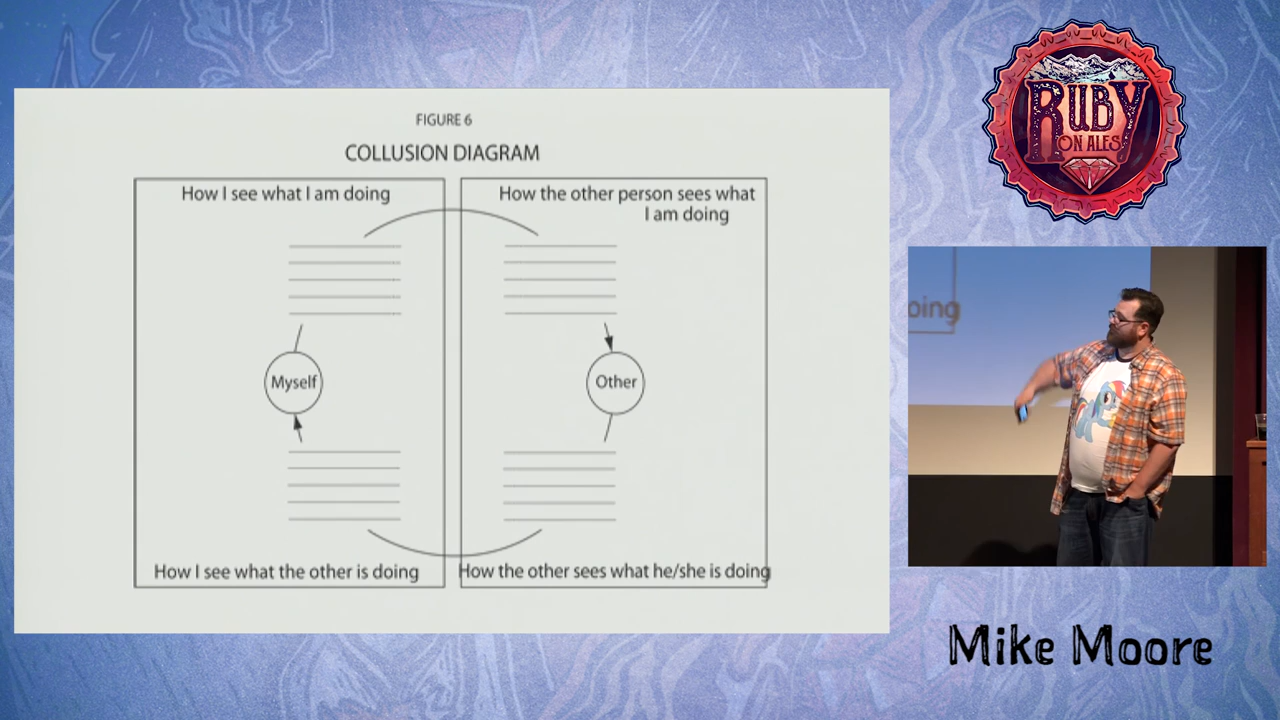 FIGURE 6
COLLUSION DIAGRAM
How I see what I am doing
How the other person sees what
I am doing
Myself
Other
How I see what the other is doing
How the other sees what he/she is doing
RUBY
ON ALES
oing
Mike Moore